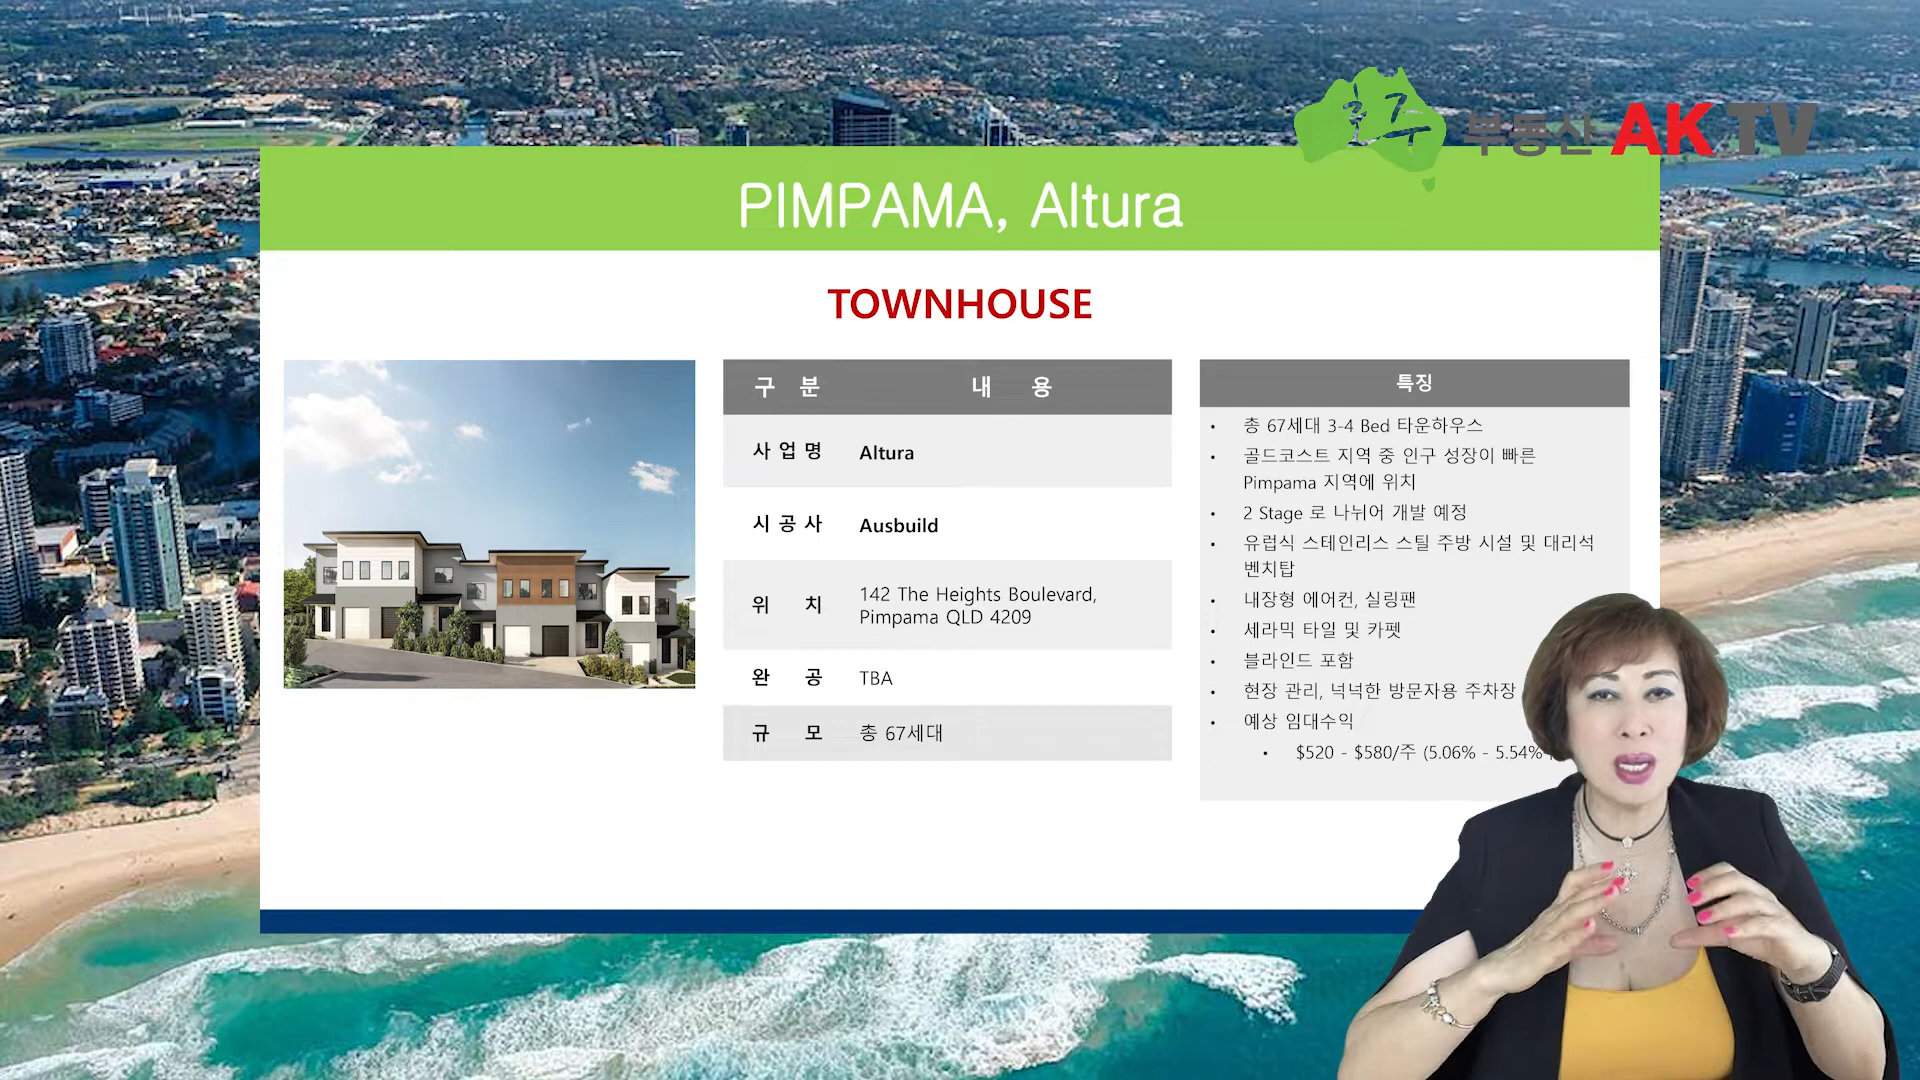 호주 부동산 AK TV
PIMPAMA, Altura
TOWNHOUSE
구 분 내 용
사 업 명 Altura
시 공 사 Ausbuild
위 치 142 The Heights Boulevard,
Pimpama QLD 4209
완 공 TBA
규 모 총 67세대
특징
• 총 67세대 3-4 Bed 타운하우스
• 골드코스트 지역 중 인구 성장이 빠른
Pimpama 지역에 위치
• 2 Stage 로 나뉘어 개발 예정
• 유럽식 스테인리스 스틸 주방 시설 및 대리석
벤치탑
• 내장형 에어컨, 실링팬
• 세라믹 타일 및 카펫
• 블라인드 포함
• 현장 관리, 넉넉한 방문자용 주차장
• 예상 임대수익
• $520 - $580/주 (5.06% - 5.54%